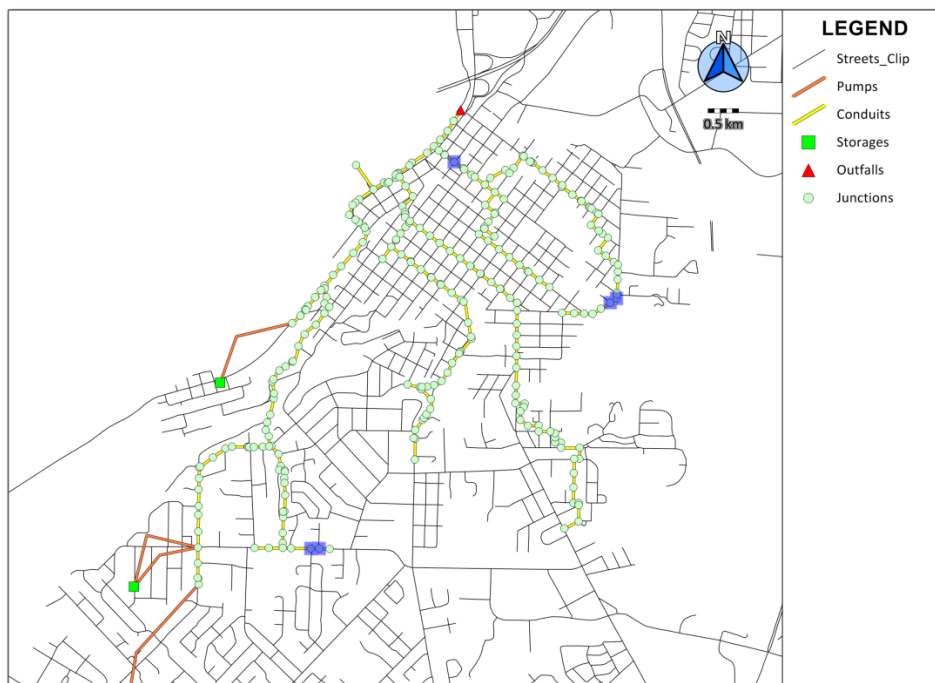 LEGEND
N
Streets_Clip
Pumps
0.5 km
Conduits
Storages
Outfalls
Junctions